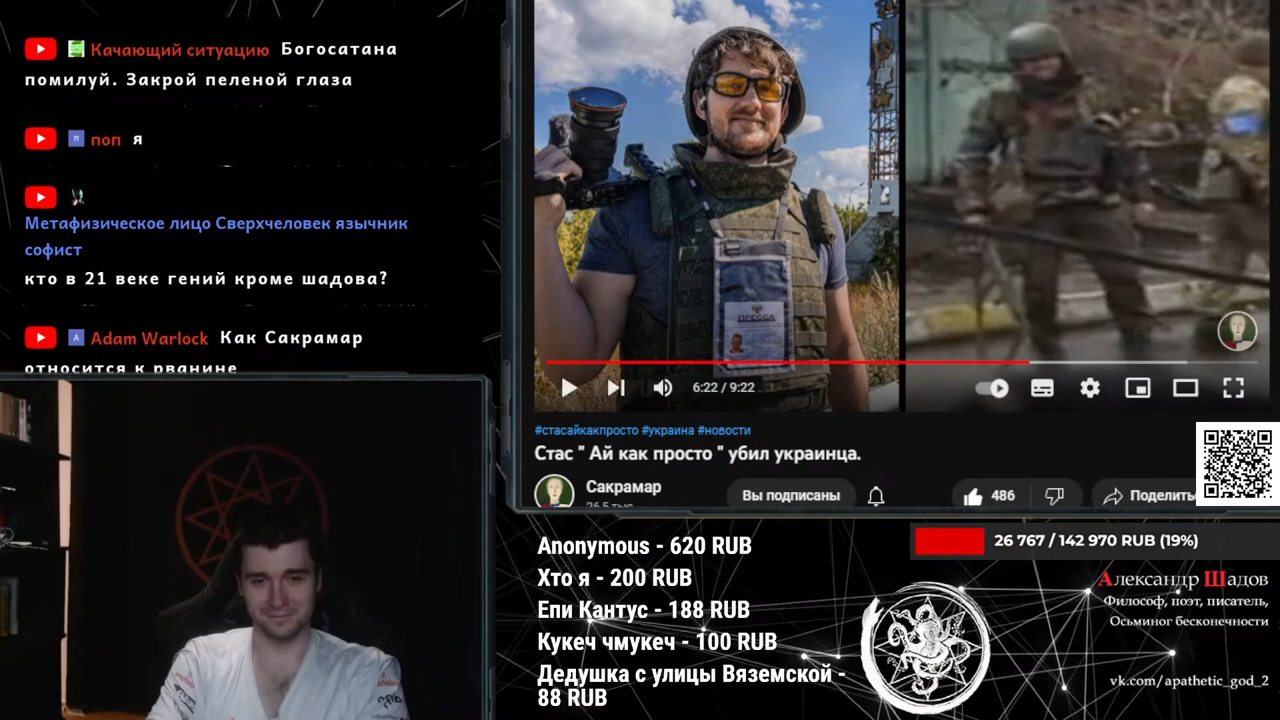 Качающий ситуацию Богосатана
помилуй. Закрой пеленой глаза
поп я
Метафизическое лицо Сверхчеловек язычник
софист
кто в 21 веке гений кроме шадова?
Adam Warlock Как Сакрамар
относится к рванине
ПРЕССА
6:22 / 9:22
#стасайкакпросто #украина #новости
Стас " Ай как просто " убил украинца.
Сакрамар
26,5 тыс.
Вы подписаны
486
Поделить
Anonymous - 620 RUB
Хто я - 200 RUB
Епи Кантус - 188 RUB
Кукеч чмукеч - 100 RUB
Дедушка с улицы Вяземской -
88 RUB
26 767 / 142 970 RUB (19%)
Александр Шадов
Философ, поэт, писатель,
Осьминог бесконечности
vk.com/apathetic_god_2